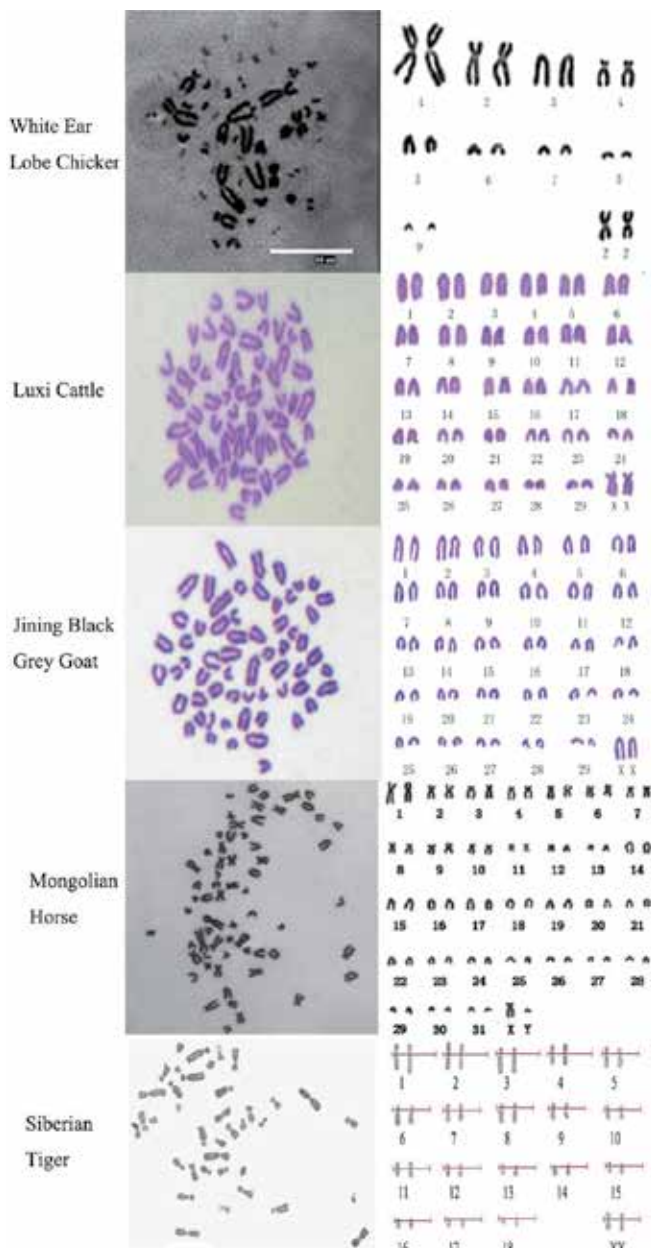 White Ear
Lobe Chicker
1 2 3 4
5 6 7 8
9 Z Z
Luxi Cattle
1 2 3 4 5 6
7 8 9 10 11 12
13 14 15 16 17 18
19 20 21 22 23 24
25 26 27 28 29 X X
Jining Black
Grey Goat
1 2 3 4 5 6
7 8 9 10 11 12
13 14 15 16 17 18
19 20 21 22 23 24
25 26 27 28 29 X X
Mongolian
Horse
1 2 3 4 5 6 7
8 9 10 11 12 13 14
15 16 17 18 19 20 21
22 23 24 25 26 27 28
29 30 31 X Y
Siberian
Tiger
1 2 3 4 5
6 7 8 9 10
11 12 13 14 15
16 17 18 XX